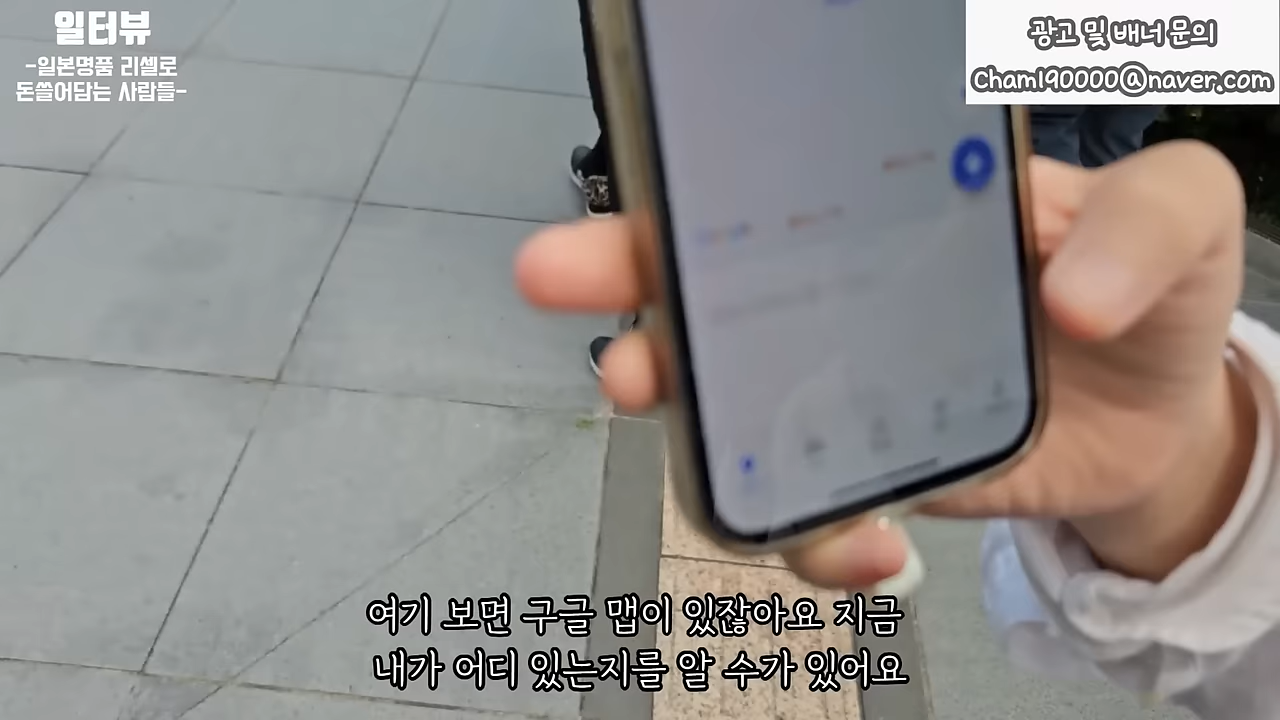 일터뷰
-일본명품 리셀로
돈쓸어담는 사람들-
광고 및 배너 문의
Cham190000@naver.com
여기 보면 구글 맵이 있잖아요 지금
내가 어디 있는지를 알 수가 있어요